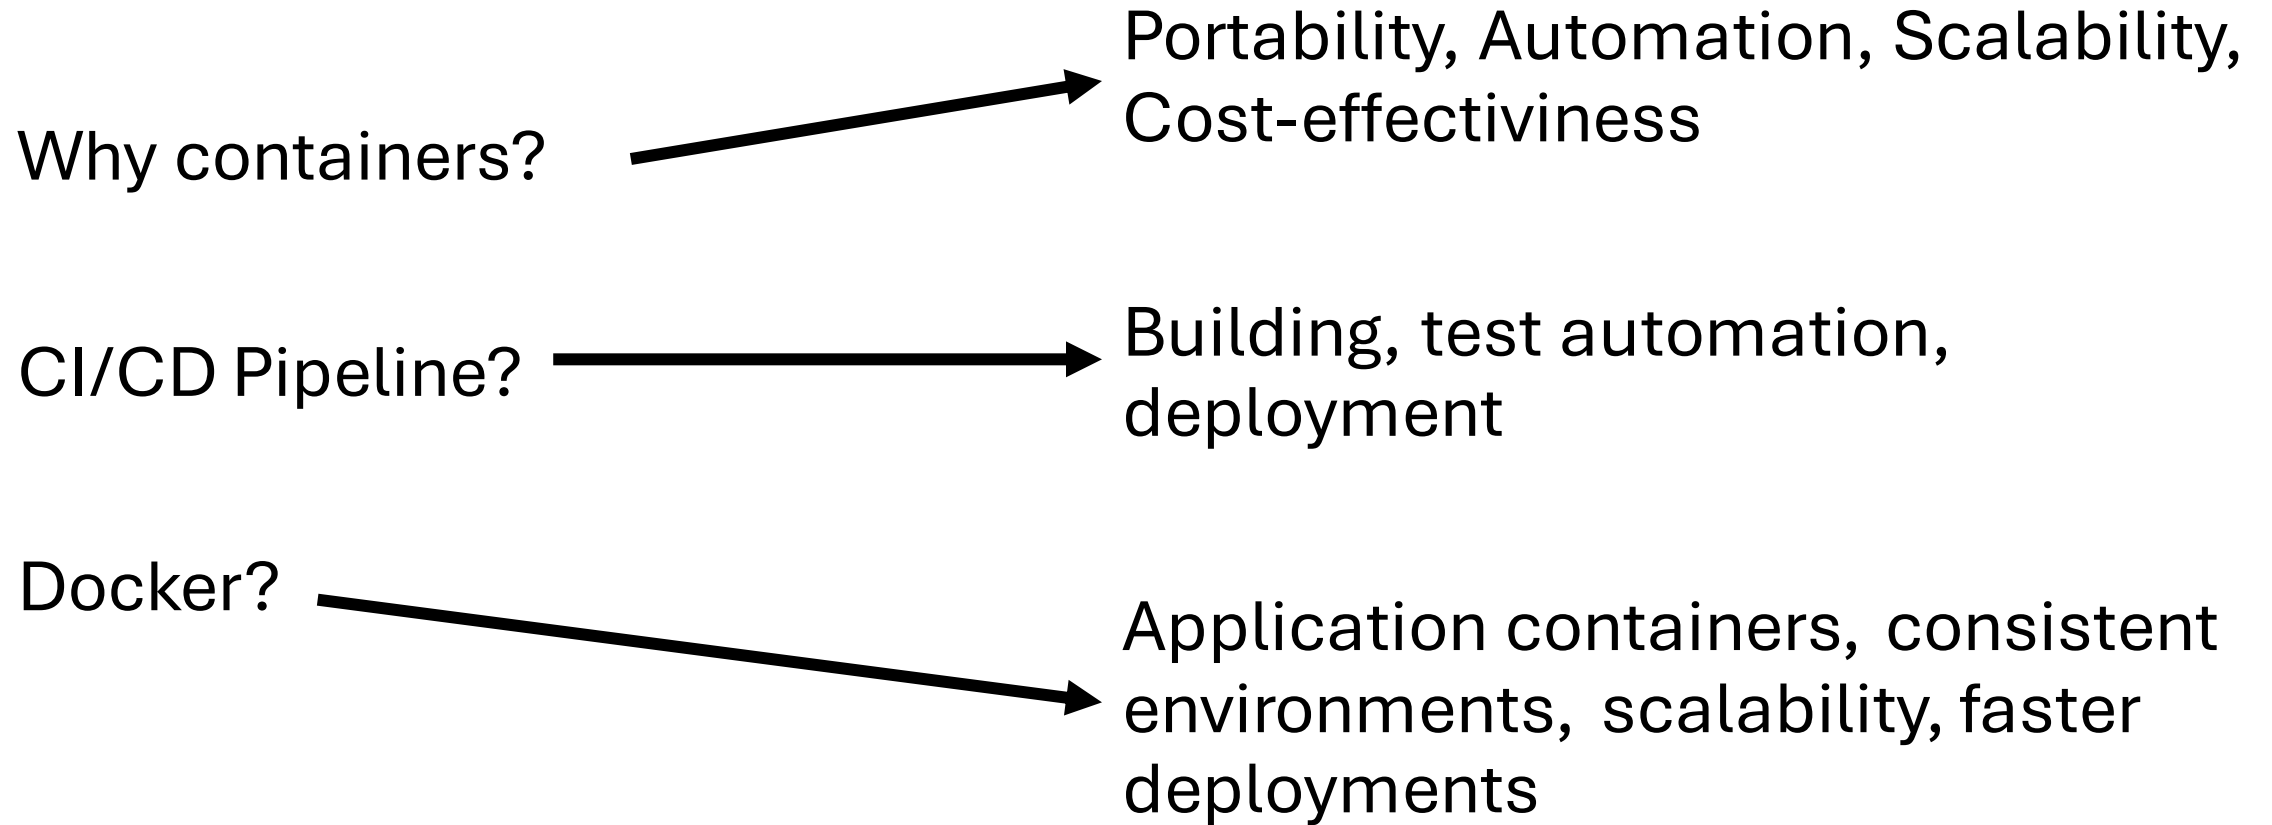 Why containers?
Portability, Automation, Scalability,
Cost-effectiviness
CI/CD Pipeline?
Building, test automation,
deployment
Docker?
Application containers, consistent
environments, scalability, faster
deployments